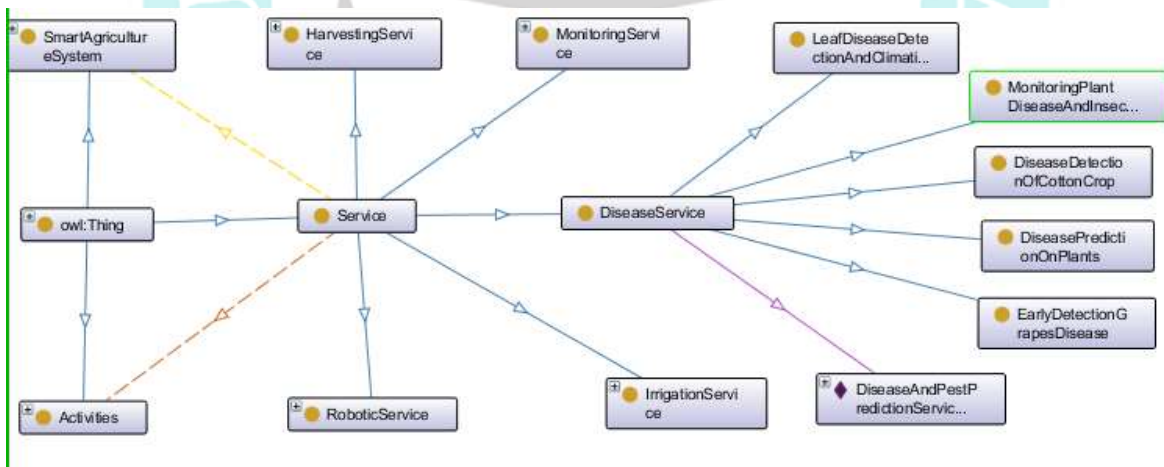 SmartAgricultur
eSystem
HarvestingServi
ce
MonitoringServi
ce
LeafDiseaseDete
ctionAndClimati...
MonitoringPlant
DiseaseAndInsec...
DiseaseDetectio
nOfCottonCrop
owl:Thing
Service
DiseaseService
DiseasePredicti
onOnPlants
EarlyDetectionG
rapesDisease
Activities
RoboticService
IrrigationServi
ce
DiseaseAndPestP
redictionServic...